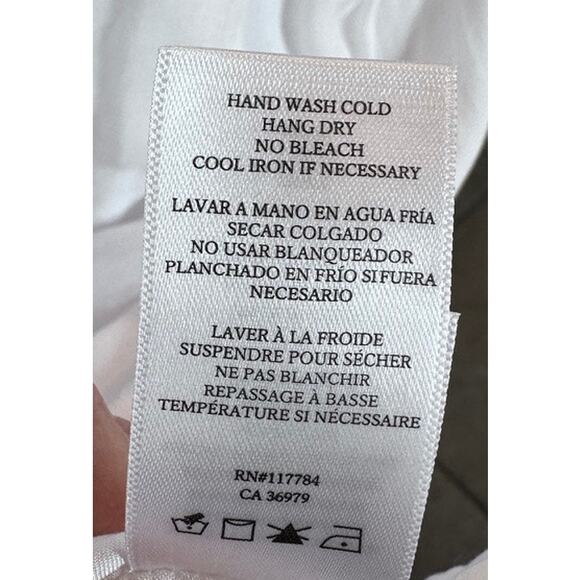 HAND WASH COLD
HANG DRY
NO BLEACH
COOL IRON IF NECESSARY
LAVAR A MANO EN AGUA FRÍA
SECAR COLGADO
NO USAR BLANQUEADOR
PLANCHADO EN FRÍO SI FUERA
NECESARIO
LAVER À LA FROIDE
SUSPENDRE POUR SÉCHER
NE PAS BLANCHIR
REPASSAGE À BASSE
TEMPÉRATURE SI NÉCESSAIRE
RN#117784
CA 36979